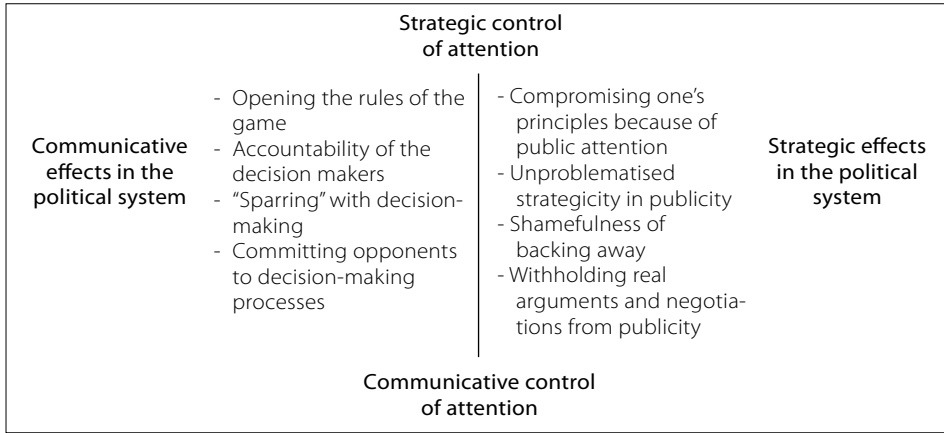 Strategic control
of attention
Communicative
effects in the
political system
- Opening the rules of the
game
- Accountability of the
decision makers
- “Sparring” with decision-
making
- Committing opponents
to decision-making
processes
- Compromising one’s
principles because of
public attention
- Unproblematised
strategicity in publicity
- Shamefulness of
backing away
- Withholding real
arguments and negotia-
tions from publicity
Strategic effects
in the political
system
Communicative control
of attention